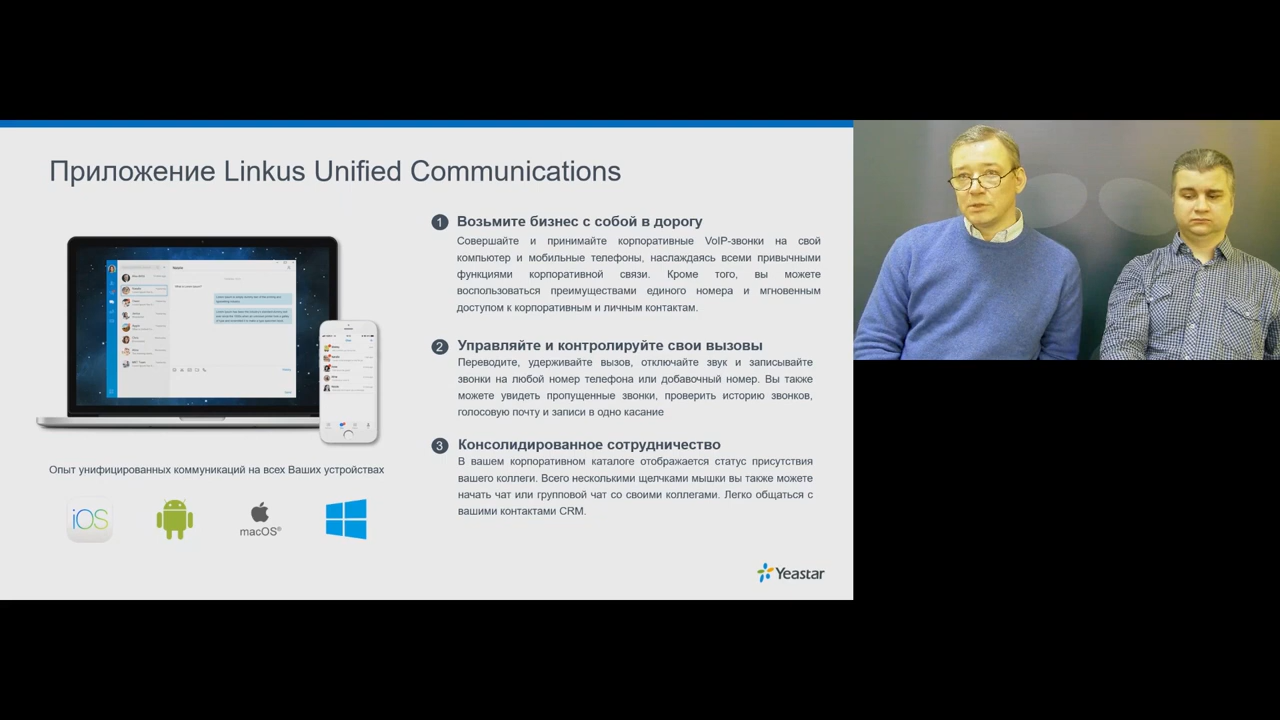 Приложение Linkus Unified Communications
1 Возьмите бизнес с собой в дорогу
Совершайте и принимайте корпоративные VoIP-звонки на свой
компьютер и мобильные телефоны, наслаждаясь всеми привычными
функциями корпоративной связи. Кроме того, вы можете
воспользоваться преимуществами единого номера и мгновенным
доступом к корпоративным и личным контактам.
2 Управляйте и контролируйте свои вызовы
Переводите, удерживайте вызов, отключайте звук и записывайте
звонки на любой номер телефона или добавочный номер. Вы также
можете увидеть пропущенные звонки, проверить историю звонков,
голосовую почту и записи в одно касание
3 Консолидированное сотрудничество
В вашем корпоративном каталоге отображается статус присутствия
вашего коллеги. Всего несколькими щелчками мышки вы также можете
начать чат или групповой чат со своими коллегами. Легко общаться с
вашими контактами CRM.
Опыт унифицированных коммуникаций на всех Ваших устройствах
iOS
macOS®
Yeastar